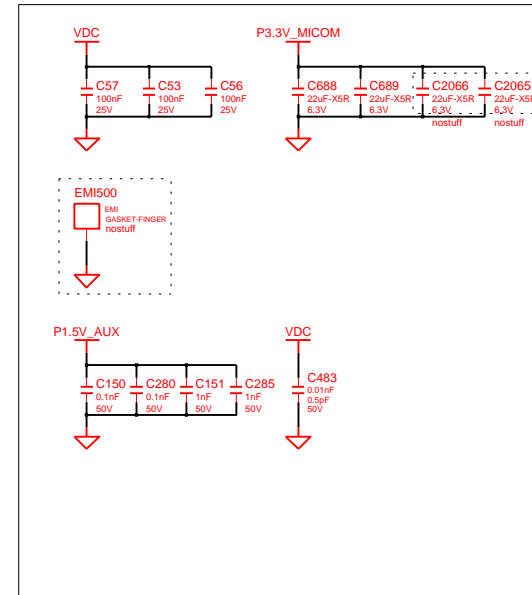 VDC
P3.3V_MICOM
C57
100nF
25V
C53
100nF
25V
C56
100nF
25V
C688
22uF-X5R
6.3V
C689
22uF-X5R
6.3V
C2066
22uF-X5R
6.3V
nostuff
C2065
22uF-X5R
6.3V
nostuff
EMI500
EMI
GASKET-FINGER
nostuff
P1.5V_AUX
VDC
C150
0.1nF
50V
C280
0.1nF
50V
C151
1nF
50V
C285
1nF
50V
C483
0.01nF
0.5pF
50V